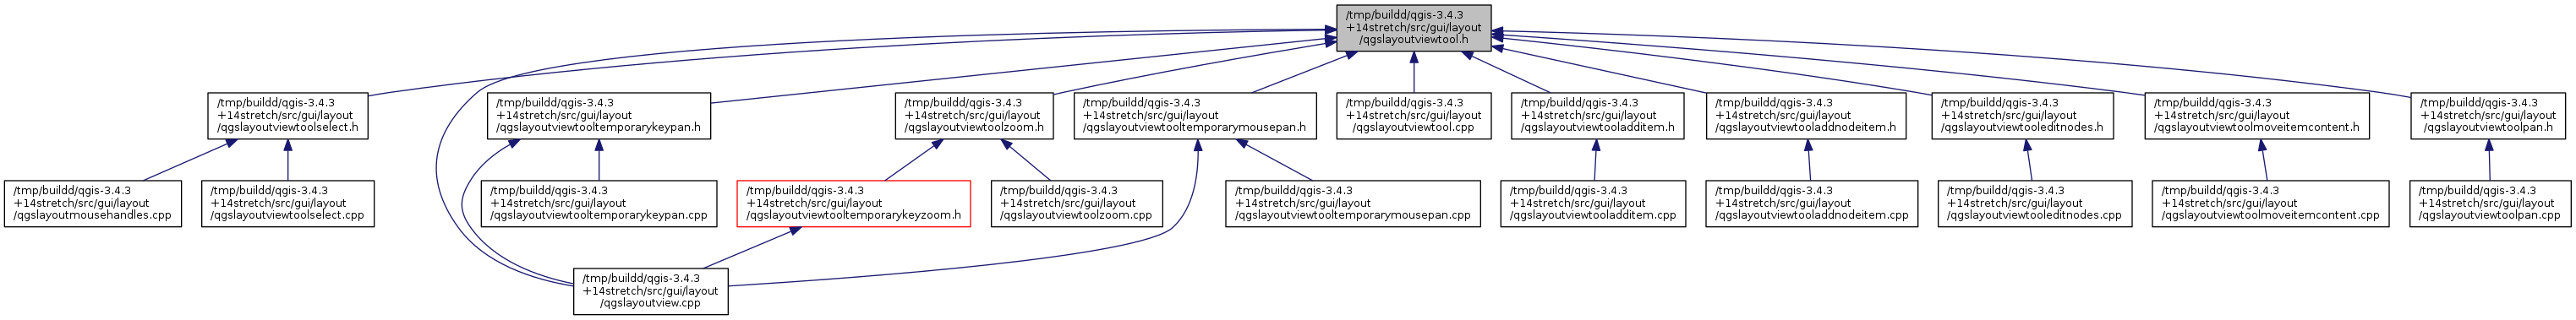 /tmp/buildd/qgis-3.4.3
+14stretch/src/gui/layout
/qgslayoutviewtool.h
/tmp/buildd/qgis-3.4.3
+14stretch/src/gui/layout
/qgslayoutviewtoolselect.h
/tmp/buildd/qgis-3.4.3
+14stretch/src/gui/layout
/qgslayoutviewtooltemporarykeypan.h
/tmp/buildd/qgis-3.4.3
+14stretch/src/gui/layout
/qgslayoutviewtoolzoom.h
/tmp/buildd/qgis-3.4.3
+14stretch/src/gui/layout
/qgslayoutviewtooltemporarymousepan.h
/tmp/buildd/qgis-3.4.3
+14stretch/src/gui/layout
/qgslayoutviewtool.cpp
/tmp/buildd/qgis-3.4.3
+14stretch/src/gui/layout
/qgslayoutviewtooladditem.h
/tmp/buildd/qgis-3.4.3
+14stretch/src/gui/layout
/qgslayoutviewtooladdnodeitem.h
/tmp/buildd/qgis-3.4.3
+14stretch/src/gui/layout
/qgslayoutviewtooleditnodes.h
/tmp/buildd/qgis-3.4.3
+14stretch/src/gui/layout
/qgslayoutviewtoolmoveitemcontent.h
/tmp/buildd/qgis-3.4.3
+14stretch/src/gui/layout
/qgslayoutviewtoolpan.h
/tmp/buildd/qgis-3.4.3
+14stretch/src/gui/layout
/qgslayoutmousehandles.cpp
/tmp/buildd/qgis-3.4.3
+14stretch/src/gui/layout
/qgslayoutviewtoolselect.cpp
/tmp/buildd/qgis-3.4.3
+14stretch/src/gui/layout
/qgslayoutviewtooltemporarykeypan.cpp
/tmp/buildd/qgis-3.4.3
+14stretch/src/gui/layout
/qgslayoutviewtooltemporarykeyzoom.h
/tmp/buildd/qgis-3.4.3
+14stretch/src/gui/layout
/qgslayoutviewtoolzoom.cpp
/tmp/buildd/qgis-3.4.3
+14stretch/src/gui/layout
/qgslayoutviewtooltemporarymousepan.cpp
/tmp/buildd/qgis-3.4.3
+14stretch/src/gui/layout
/qgslayoutviewtooladditem.cpp
/tmp/buildd/qgis-3.4.3
+14stretch/src/gui/layout
/qgslayoutviewtooladdnodeitem.cpp
/tmp/buildd/qgis-3.4.3
+14stretch/src/gui/layout
/qgslayoutviewtooleditnodes.cpp
/tmp/buildd/qgis-3.4.3
+14stretch/src/gui/layout
/qgslayoutviewtoolmoveitemcontent.cpp
/tmp/buildd/qgis-3.4.3
+14stretch/src/gui/layout
/qgslayoutviewtoolpan.cpp
/tmp/buildd/qgis-3.4.3
+14stretch/src/gui/layout
/qgslayoutview.cpp